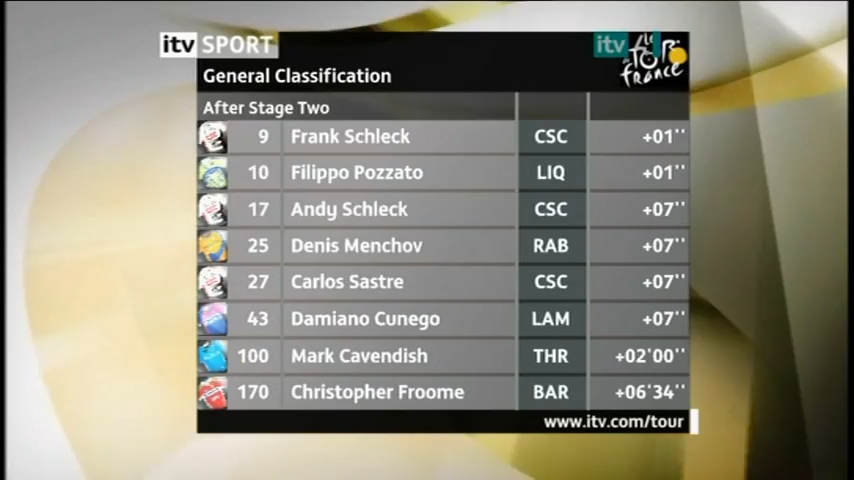 itv SPORT
itv le TOUR de france
General Classification
After Stage Two
9 Frank Schleck CSC +01''
10 Filippo Pozzato LIQ +01''
17 Andy Schleck CSC +07''
25 Denis Menchov RAB +07''
27 Carlos Sastre CSC +07''
43 Damiano Cunego LAM +07''
100 Mark Cavendish THR +02'00''
170 Christopher Froome BAR +06'34''
www.itv.com/tour